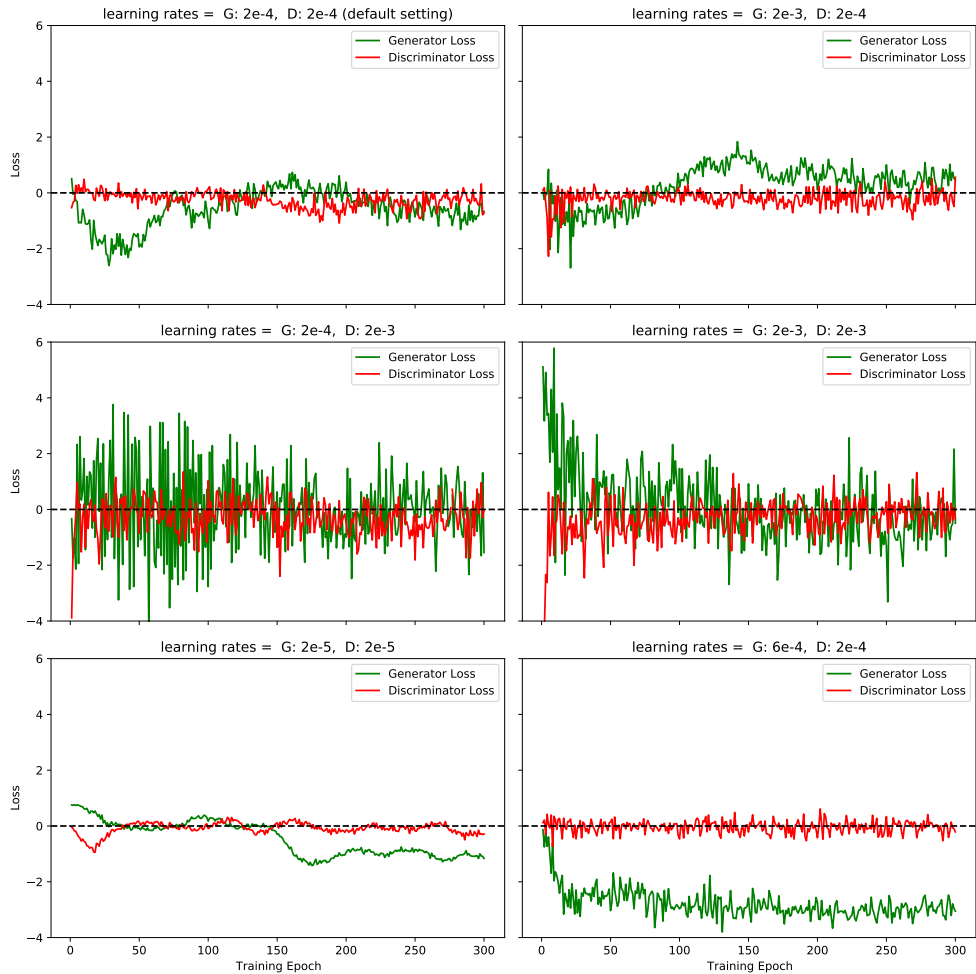 learning rates =  G: 2e-4,  D: 2e-4 (default setting)
6
4
2
0
−2
−4
Loss
Generator Loss
Discriminator Loss
learning rates =  G: 2e-3,  D: 2e-4
Generator Loss
Discriminator Loss
learning rates =  G: 2e-4,  D: 2e-3
6
4
2
0
−2
−4
Loss
Generator Loss
Discriminator Loss
learning rates =  G: 2e-3,  D: 2e-3
Generator Loss
Discriminator Loss
learning rates =  G: 2e-5,  D: 2e-5
6
4
2
0
−2
−4
Loss
Generator Loss
Discriminator Loss
0 50 100 150 200 250 300
Training Epoch
learning rates =  G: 6e-4,  D: 2e-4
Generator Loss
Discriminator Loss
0 50 100 150 200 250 300
Training Epoch